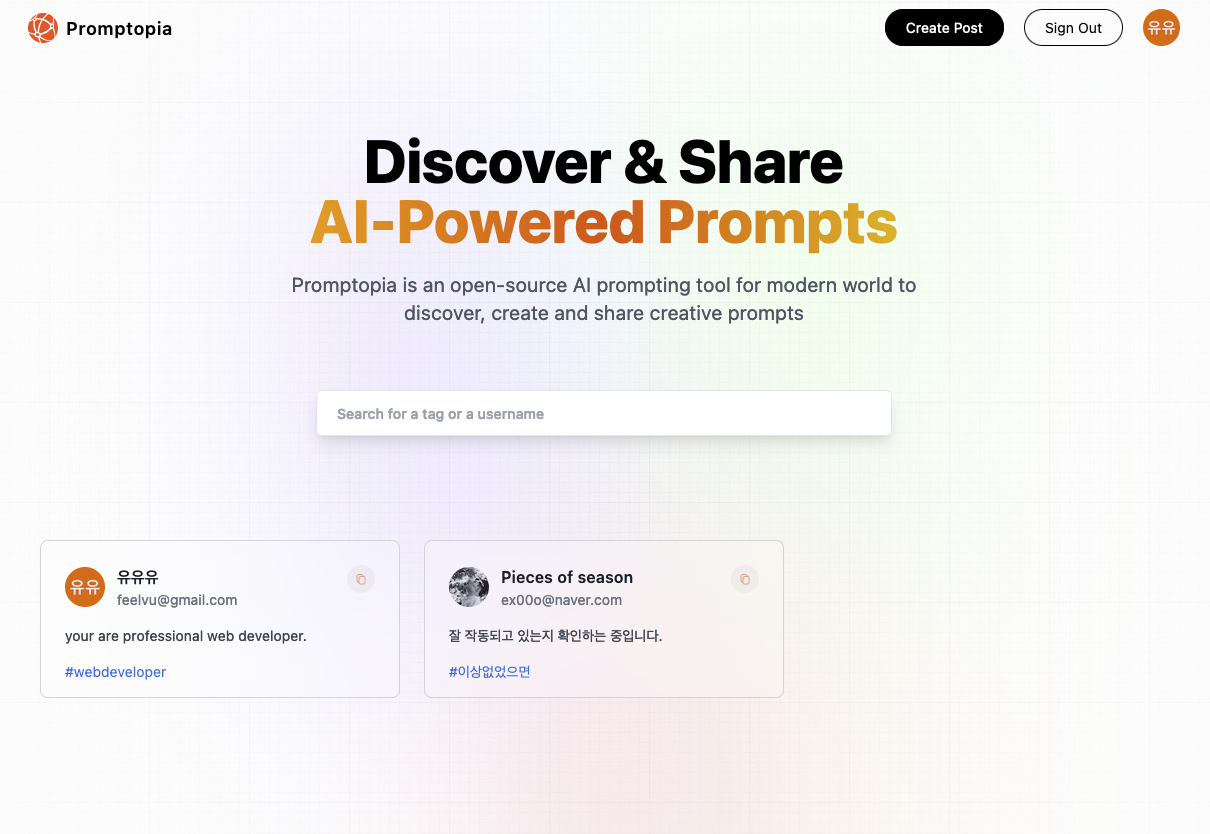 Promptopia
Create Post
Sign Out
유유
Discover & Share
AI-Powered Prompts
Promptopia is an open-source AI prompting tool for modern world to
discover, create and share creative prompts
Search for a tag or a username
유유
유유유
feelvu@gmail.com
your are professional web developer.
#webdeveloper
Pieces of season
ex00o@naver.com
잘 작동되고 있는지 확인하는 중입니다.
#이상없었으면